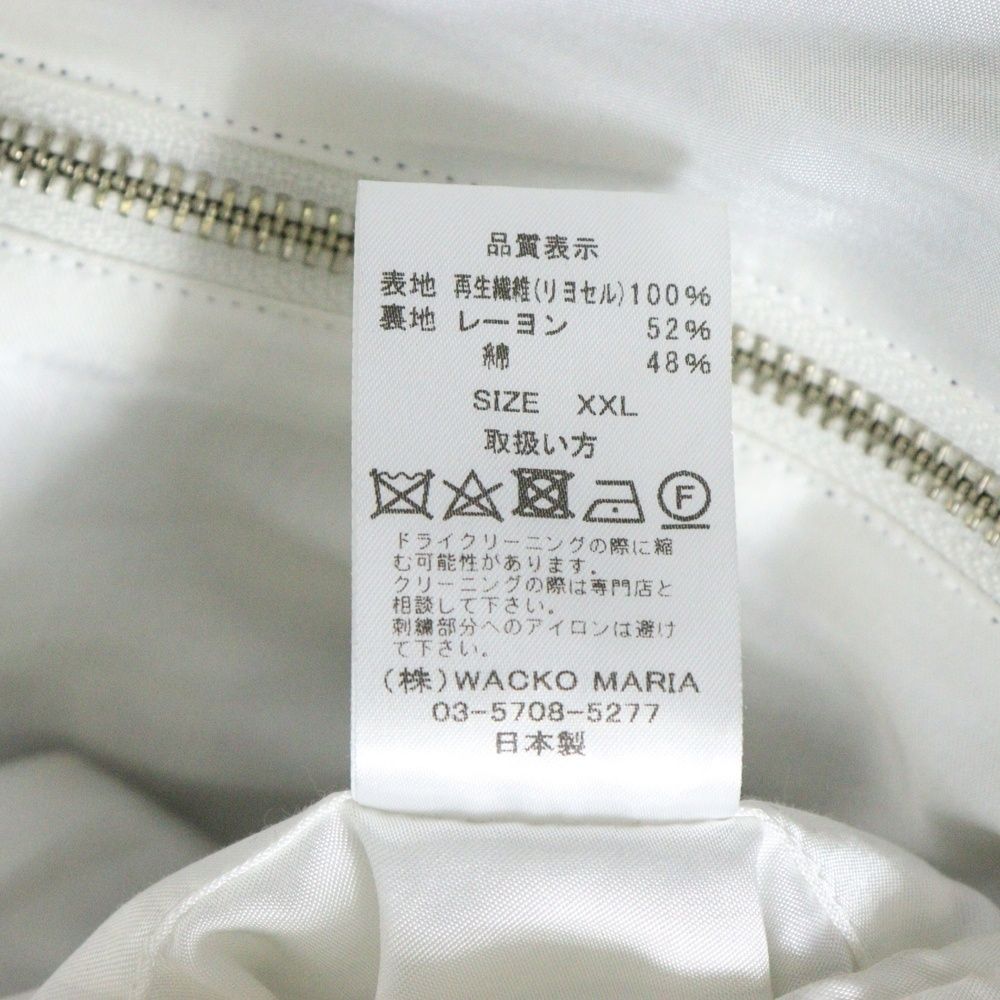 品質表示
表地 再生繊維(リヨセル)100%
裏地 レーヨン 52%
綿 48%
SIZE XXL
取扱い方
F
ドライクリーニングの際に縮
む可能性があります。
クリーニングの際は専門店と
相談して下さい。
刺繍部分へのアイロンは避け
て下さい。
(株)WACKO MARIA
03-5708-5277
日本製